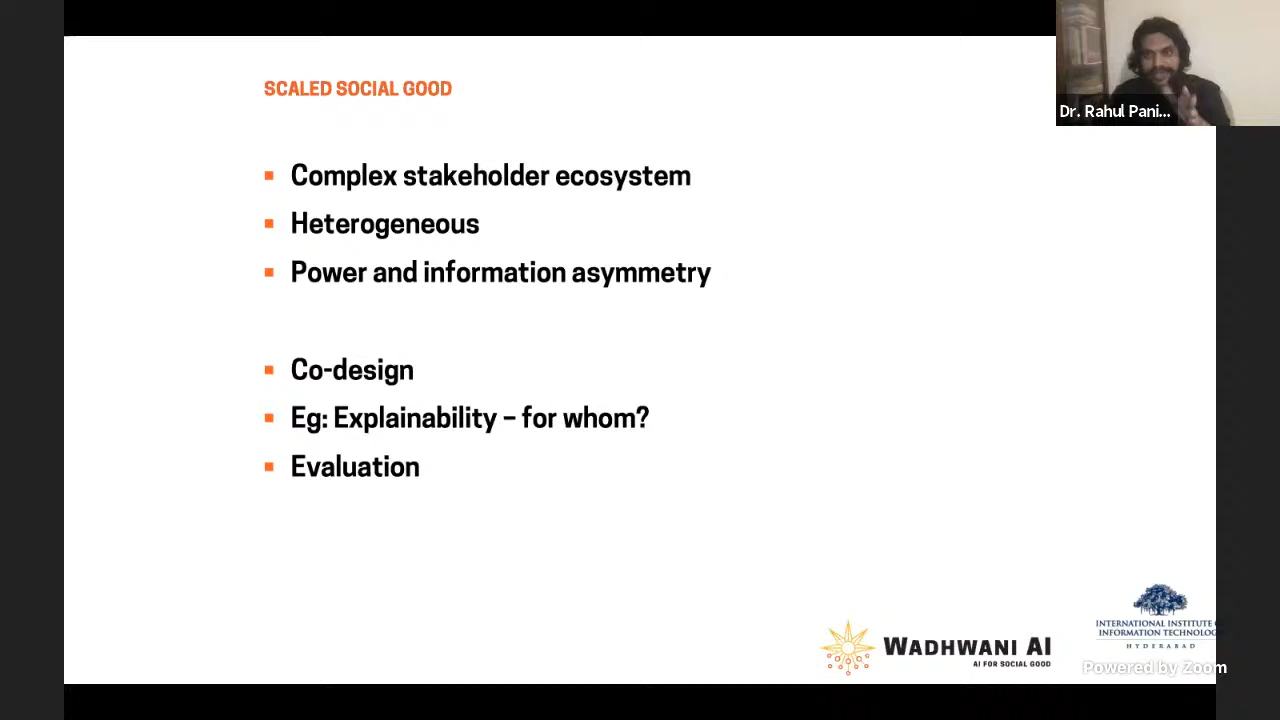 SCALED SOCIAL GOOD
Dr. Rahul Pani...
Complex stakeholder ecosystem
Heterogeneous
Power and information asymmetry
Co-design
Eg: Explainability – for whom?
Evaluation
WADHWANI AI
AI FOR SOCIAL GOOD
INTERNATIONAL INSTITUTE
INFORMATION TECHNOLOGY
HYDERABAD
Powered by Zoom